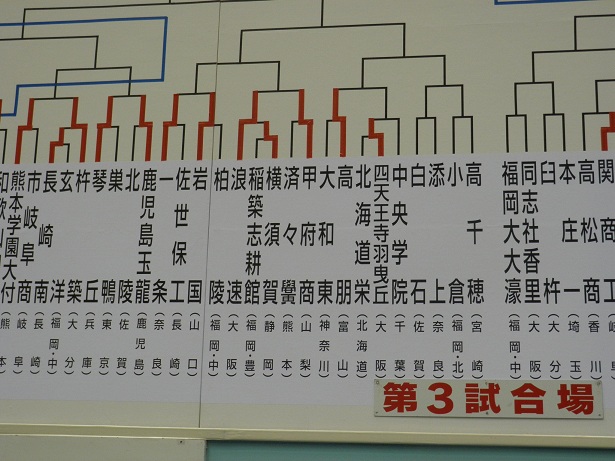 熊本学園大付（熊本）
市岐阜商（岐阜）
長崎南（長崎）
玄洋（福岡・中）
杵築（大分）
琴丘（兵庫）
巣鴨（東京）
北陵（佐賀）
鹿児島玉龍（鹿児島）
一条（奈良）
佐世保工（長崎）
岩国（山口）
柏陵（福岡・中）
浪速（大阪）
稲築志耕館（福岡・豊）
横須賀（静岡）
済々黌（熊本）
甲府商（山梨）
大和東（神奈川）
高朋（富山）
北海道栄（北海道）
四天王寺羽曳丘（大阪）
中央学院（千葉）
白石（佐賀）
添上（奈良）
小倉（福岡・北）
高千穂（宮崎）
福岡大大濠（福岡・中）
同志社香里（大阪）
臼杵（大分）
本庄一（埼玉）
高松商（香川）
第3試合場